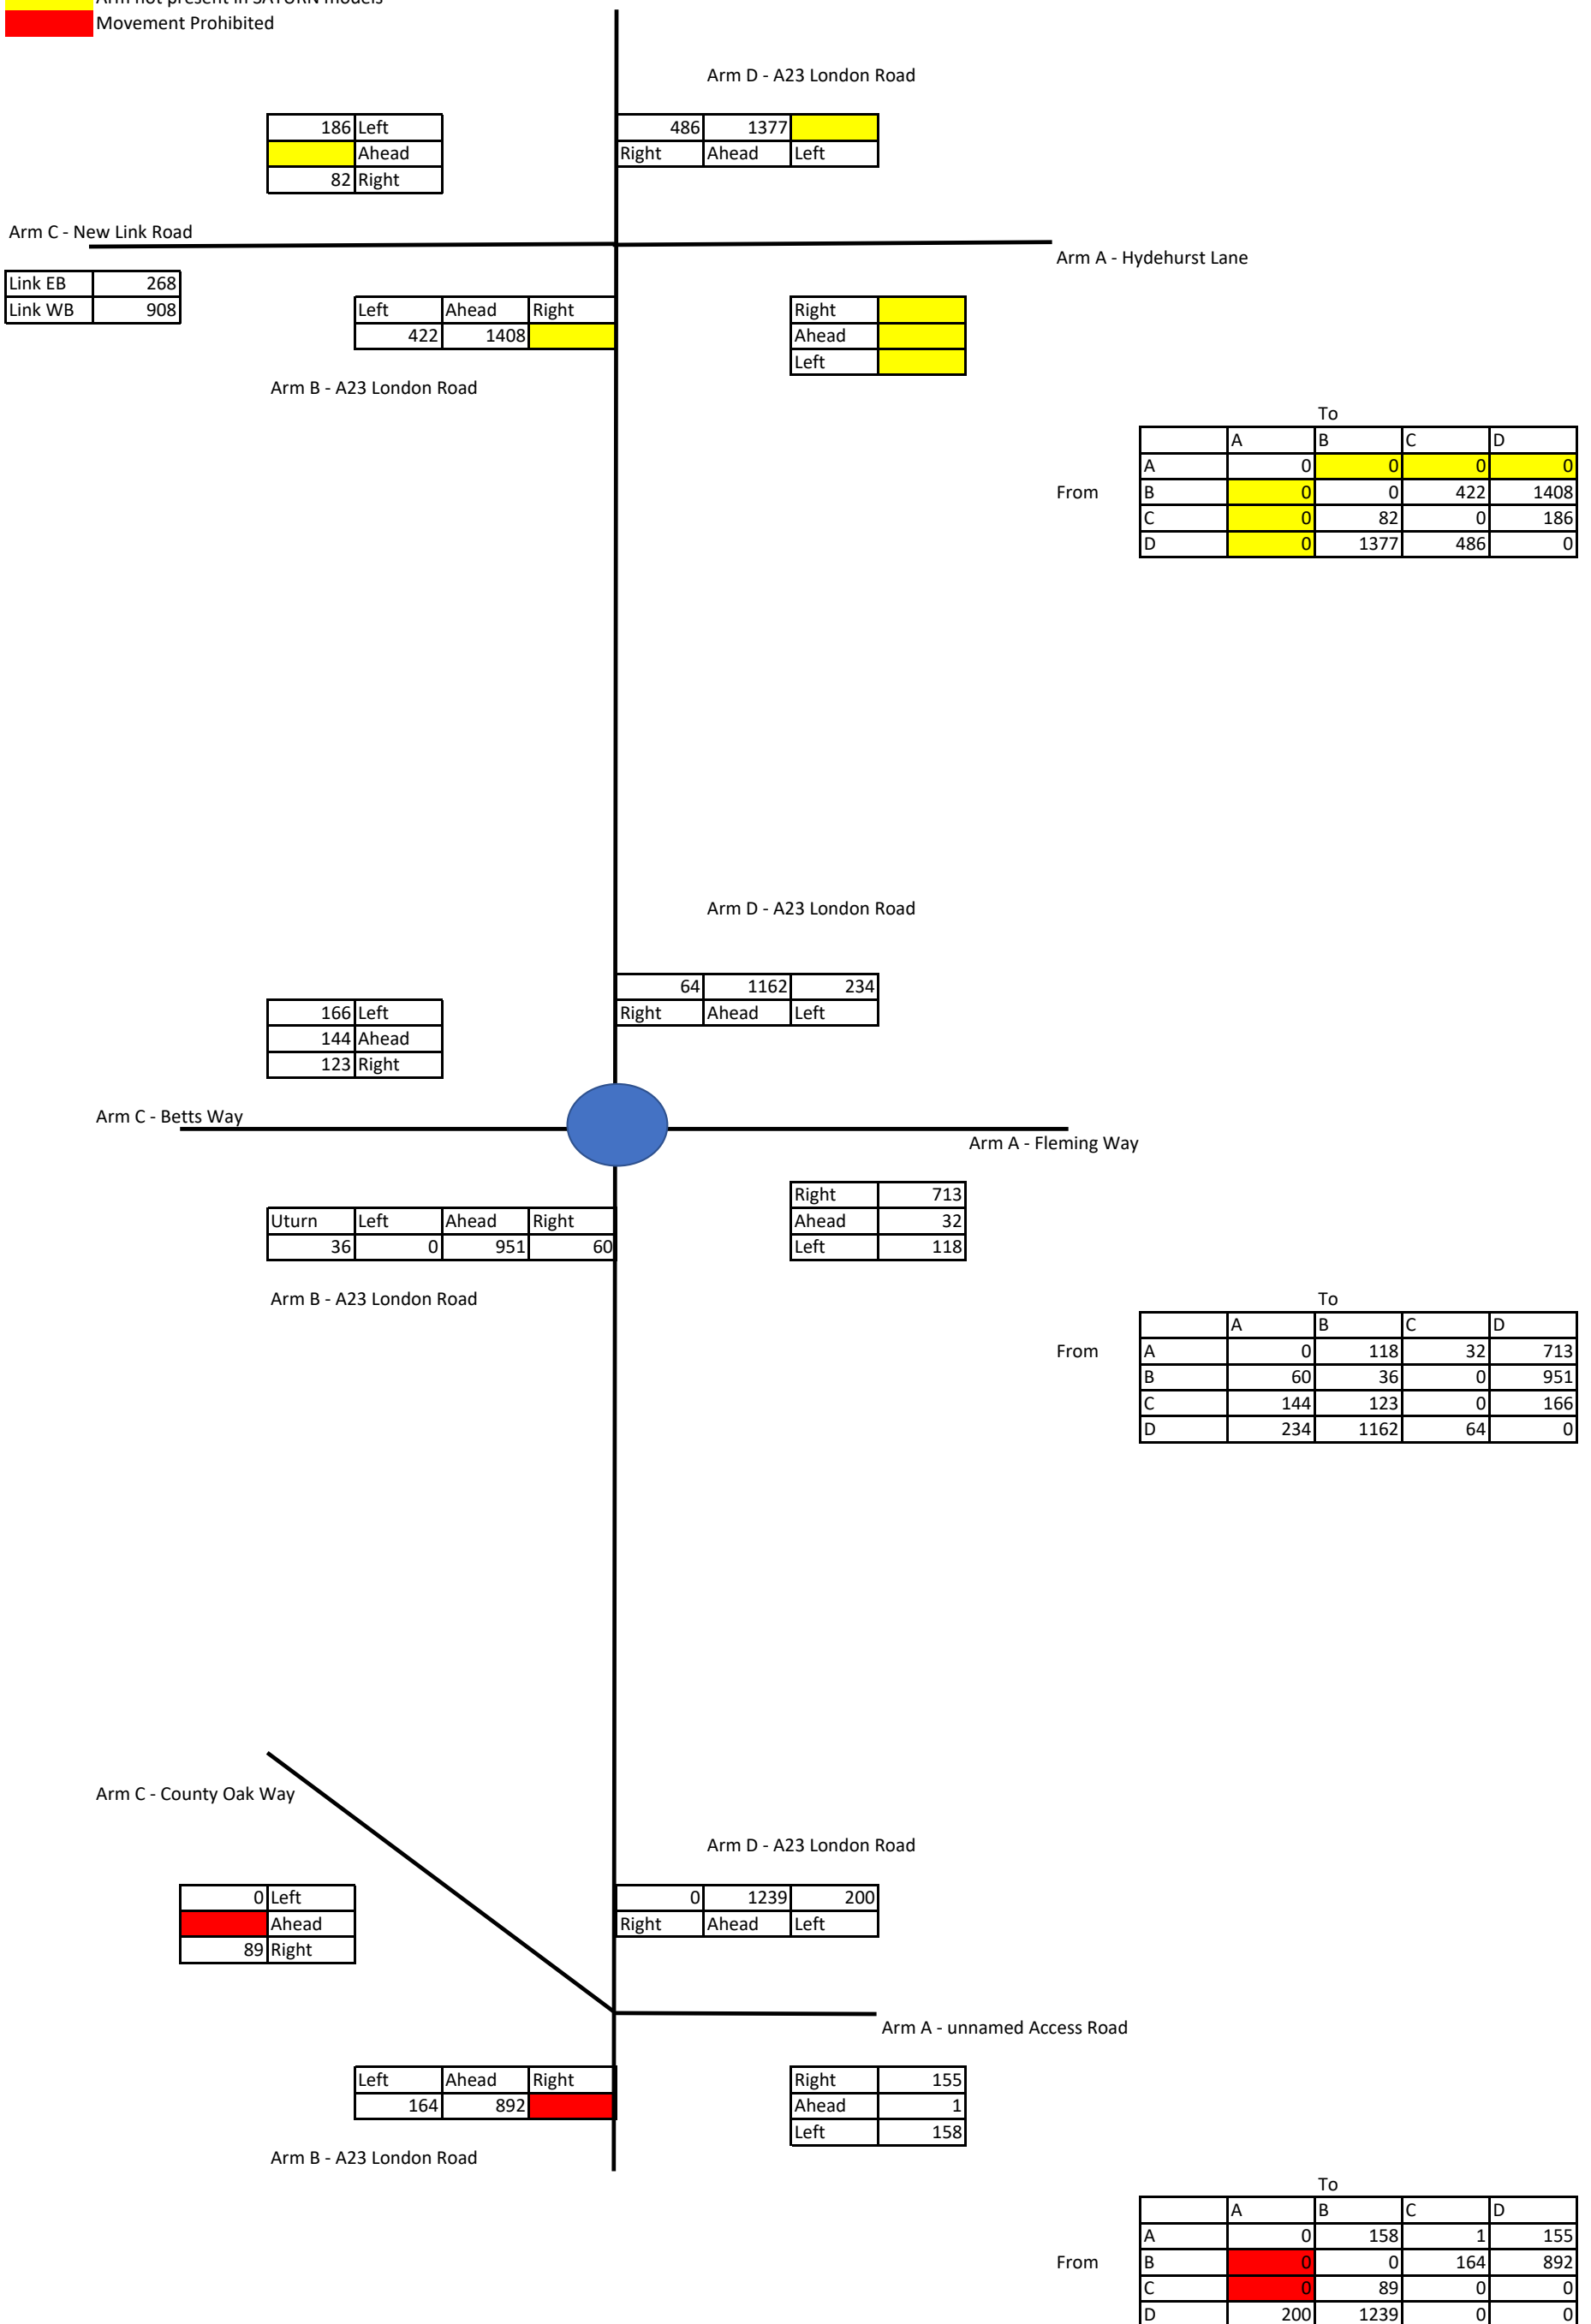 Arm not present in SATURN models
Movement Prohibited
Arm D - A23 London Road
186 Left
Ahead
82 Right
486 1377
Right Ahead Left
Arm C - New Link Road
Arm A - Hydehurst Lane
Link EB 268
Link WB 908
Left Ahead Right
422 1408
Right
Ahead
Left
Arm B - A23 London Road
To
A B C D
A 0 0 0 0
From B 0 0 422 1408
C 0 82 0 186
D 0 1377 486 0
Arm D - A23 London Road
64 1162 234
Right Ahead Left
166 Left
144 Ahead
123 Right
Arm C - Betts Way
Arm A - Fleming Way
Uturn Left Ahead Right
36 0 951 60
Right 713
Ahead 32
Left 118
Arm B - A23 London Road
To
A B C D
From A 0 118 32 713
B 60 36 0 951
C 144 123 0 166
D 234 1162 64 0
Arm C - County Oak Way
Arm D - A23 London Road
0 Left
Ahead
89 Right
0 1239 200
Right Ahead Left
Arm A - unnamed Access Road
Left Ahead Right
164 892
Right 155
Ahead 1
Left 158
Arm B - A23 London Road
To
A B C D
A 0 158 1 155
From B 0 0 164 892
C 0 89 0 0
D 200 1239 0 0